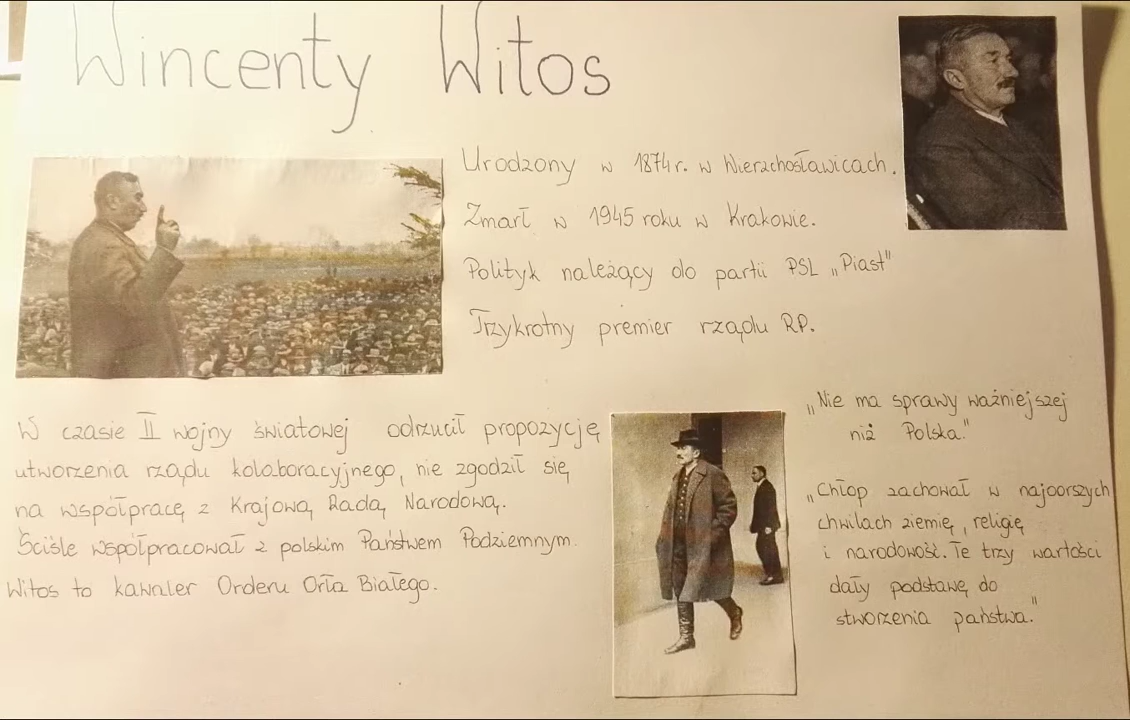 Wincenty Witos
Urodzony w 1874r. w Wierzchosławicach.
Zmarł w 1945 roku w Krakowie.
Polityk należący do partii PSL „Piast"
Trzykrotny premier rządu RP.
W czasie II wojny światowej odrzucił propozycję
utworzenia rządu kolaboracyjnego, nie zgodził się
na współpracę z Krajową Radą Narodową.
Ściśle współpracował z polskim Państwem Podziemnym.
Witos to kawaler Orderu Orła Białego.
„Nie ma sprawy ważniejszej
niż Polska."
„Chłop zachował w najgorszych
chwilach ziemię, religię
i narodowość. Te trzy wartości
dały podstawę do
stworzenia państwa."